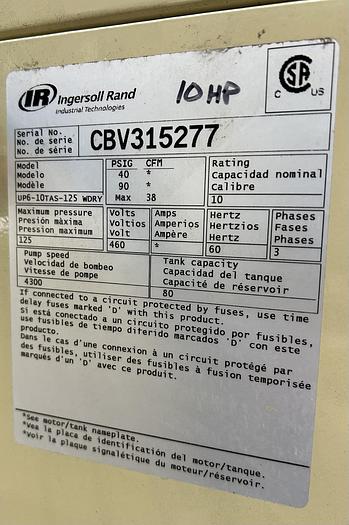 IR Ingersoll Rand
Industrial Technologies
10 HP
CSA
C US
Serial No.
No. de serie
No. de série
CBV315277
Model
Modelo
Modèle
UP6-10TAS-125 WDRY
PSIG CFM
40 *
90 *
Max 38
Rating
Capacidad nominal
Calibre
10
Maximum pressure
Presión màxima
Pression maximum
125
Volts
Voltios
Volts
460
Amps
Amperios
Ampère
*
Hertz
Hertzios
Hertz
60
Phases
Fases
Phases
3
Pump speed
Velocidad de bombeo
Vitesse de pompe
4300
Tank capacity
Capacidad del tanque
Capacité de réservoir
80
If connected to a circuit protected by fuses, use time
delay fuses marked 'D' with this product.
Si está conectado a un circuito protegido por fusibles,
use fusibles de tiempo diferido marcados 'D' con este
producto.
Dans le cas d'une connexion à un circuit protégé par
des fusibles, utiliser des fusibles à fusion temporisée
marqués d'un 'D' avec ce produit.
*See motor/tank nameplate.
*Vea la placa de identificación del motor/tanque.
*Voir la plaque signalétique du moteur/réservoir.